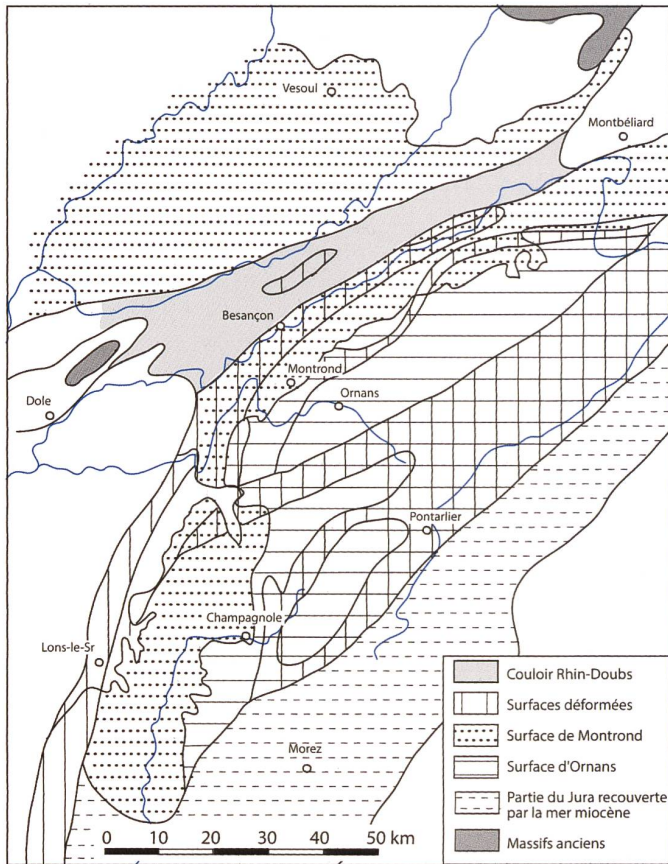 Vesoul
Montbéliard
Besançon
Montrond
Ornans
Dole
Pontarlier
Champagnole
Lons-le-Sr
Morez
0 10 20 30 40 50 km
Couloir Rhin-Doubs
Surfaces déformées
Surface de Montrond
Surface d'Ornans
Partie du Jura recouverte
par la mer miocène
Massifs anciens